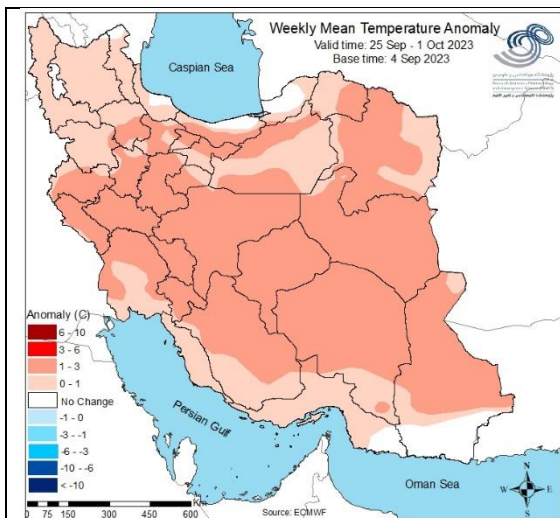 Weekly Mean Temperature Anomaly
Valid time: 25 Sep - 1 Oct 2023
Base time: 4 Sep 2023
Caspian Sea
Anomaly (C)
6 - 10
3 - 6
1 - 3
0 - 1
No Change
-1 - 0
-3 - -1
-6 - -3
-10 - -6
< -10
Persian Gulf
Oman Sea
Km
0 75 150 300 450 600
Source: ECMWF
N
W E
S